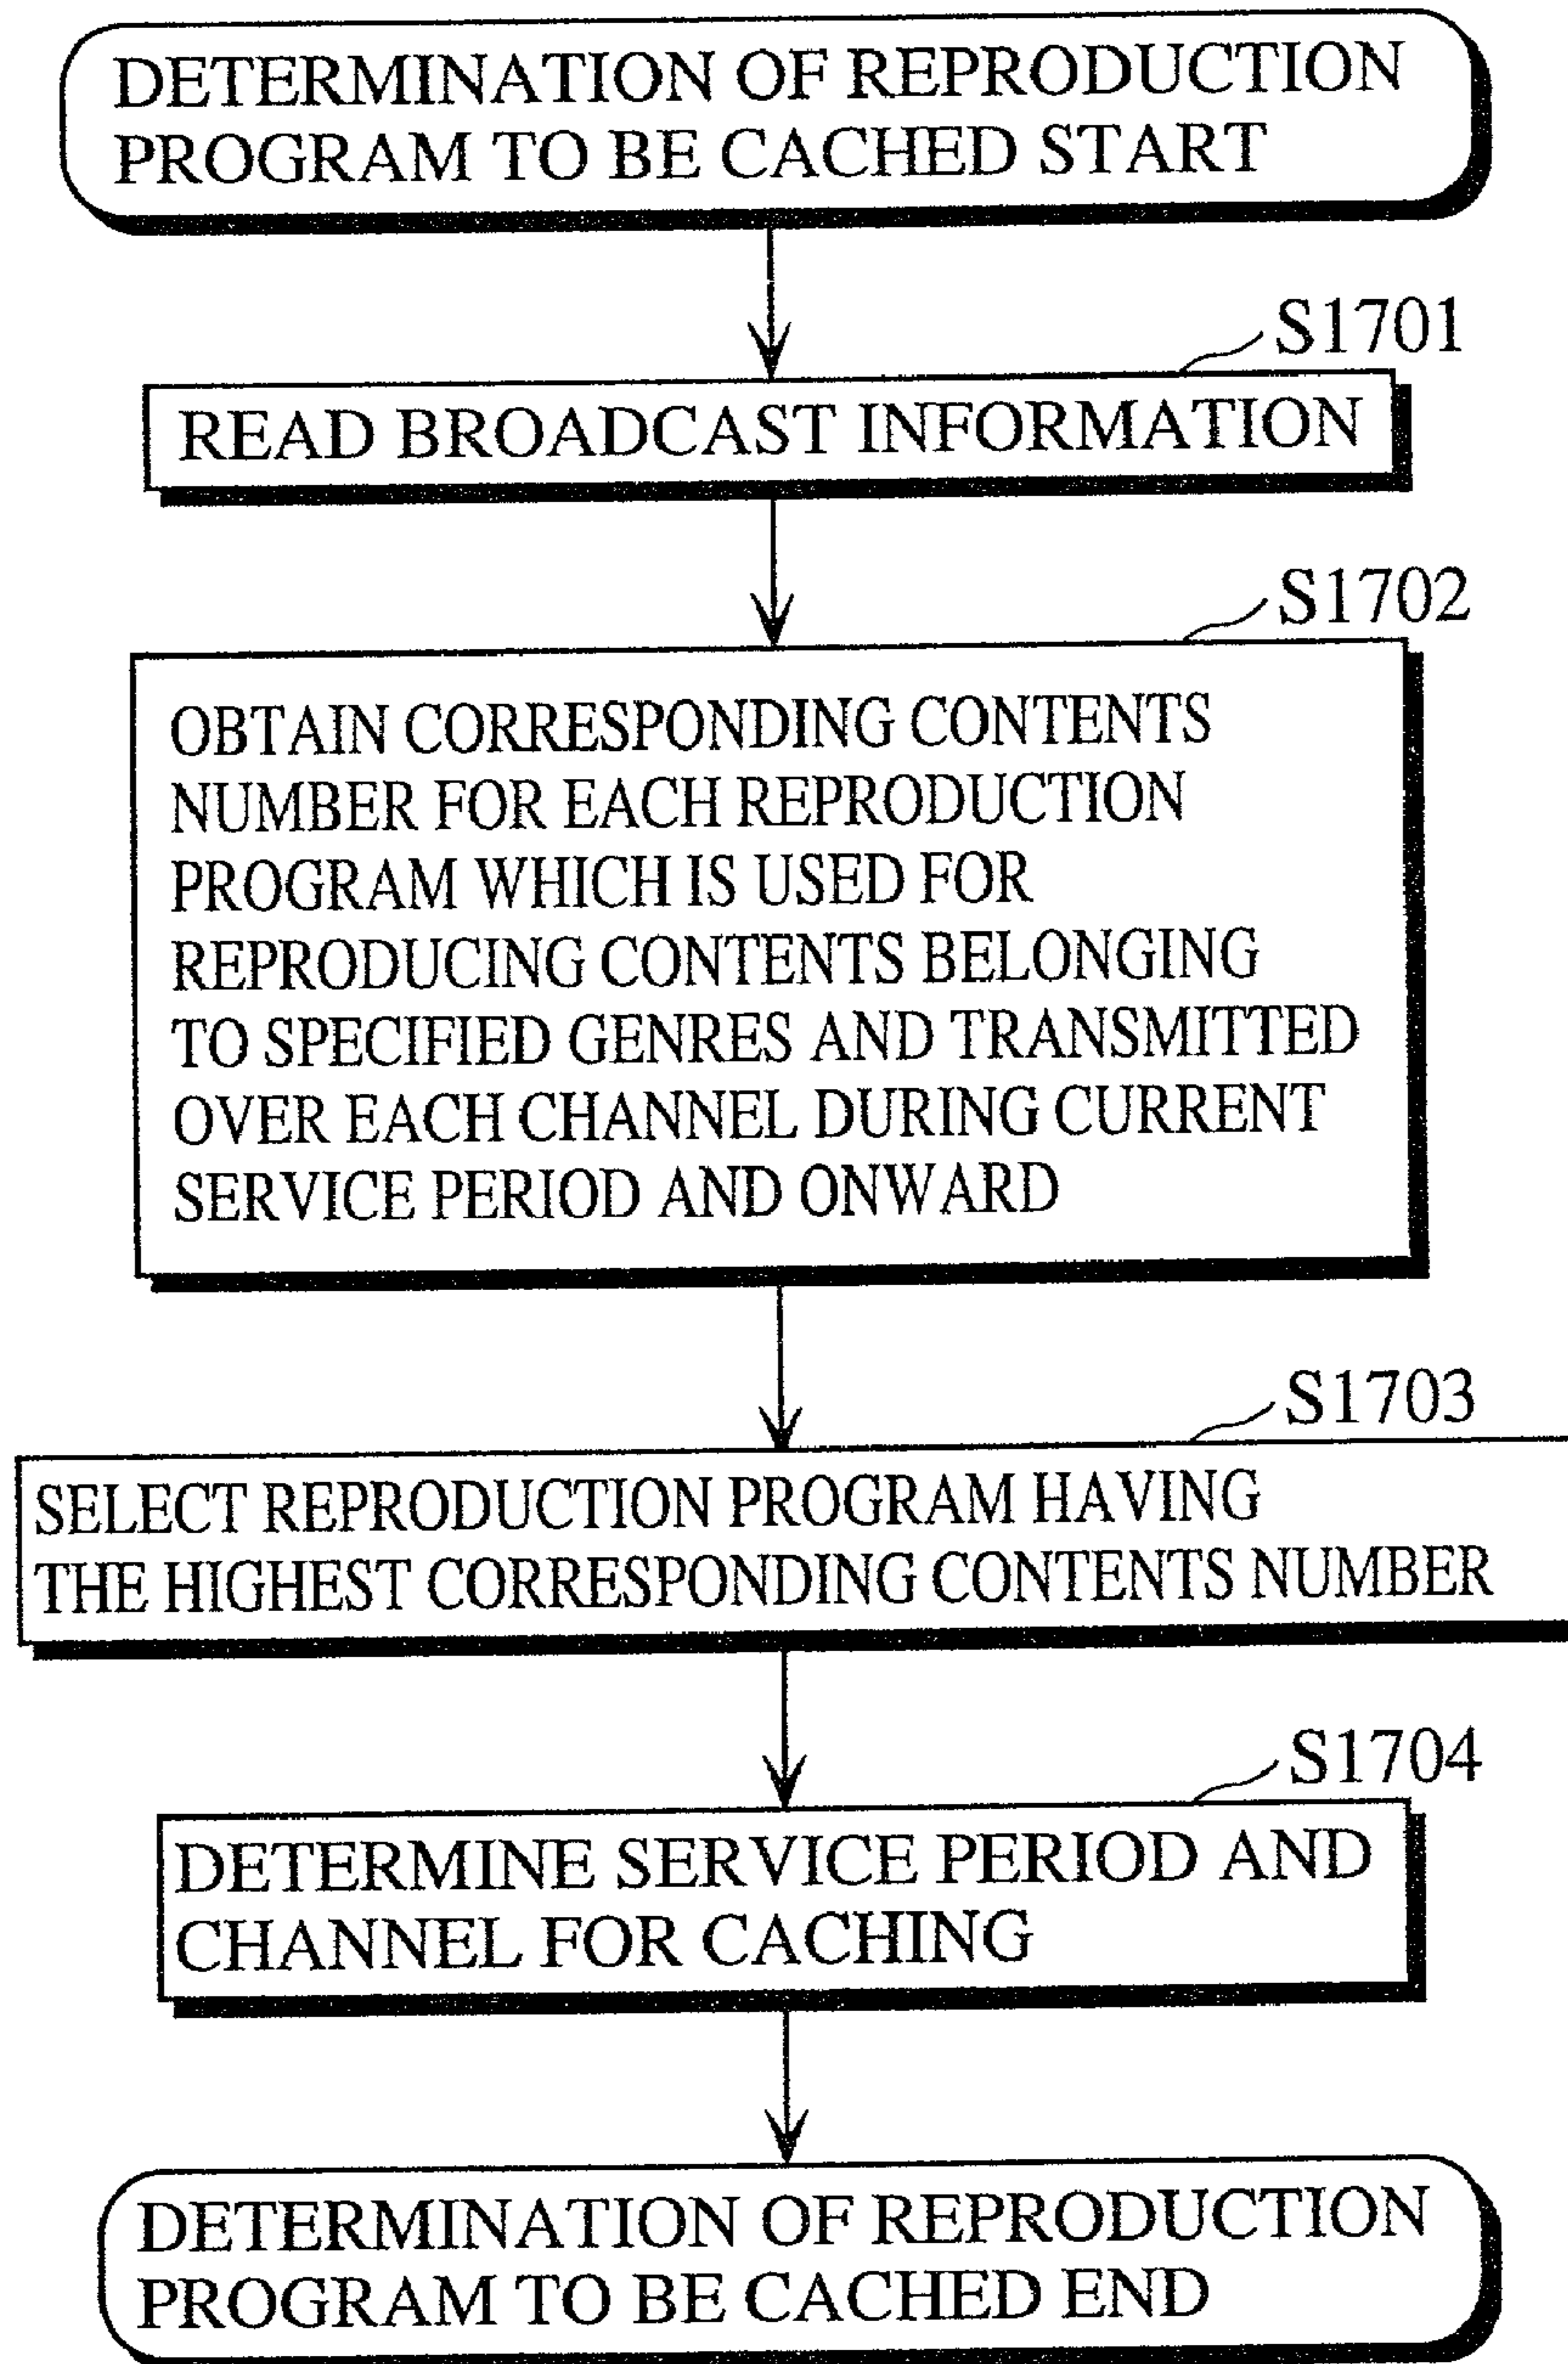 DETERMINATION OF REPRODUCTION
PROGRAM TO BE CACHED START
S1701
READ BROADCAST INFORMATION
S1702
OBTAIN CORRESPONDING CONTENTS
NUMBER FOR EACH REPRODUCTION
PROGRAM WHICH IS USED FOR
REPRODUCING CONTENTS BELONGING
TO SPECIFIED GENRES AND TRANSMITTED
OVER EACH CHANNEL DURING CURRENT
SERVICE PERIOD AND ONWARD
S1703
SELECT REPRODUCTION PROGRAM HAVING
THE HIGHEST CORRESPONDING CONTENTS NUMBER
S1704
DETERMINE SERVICE PERIOD AND
CHANNEL FOR CACHING
DETERMINATION OF REPRODUCTION
PROGRAM TO BE CACHED END